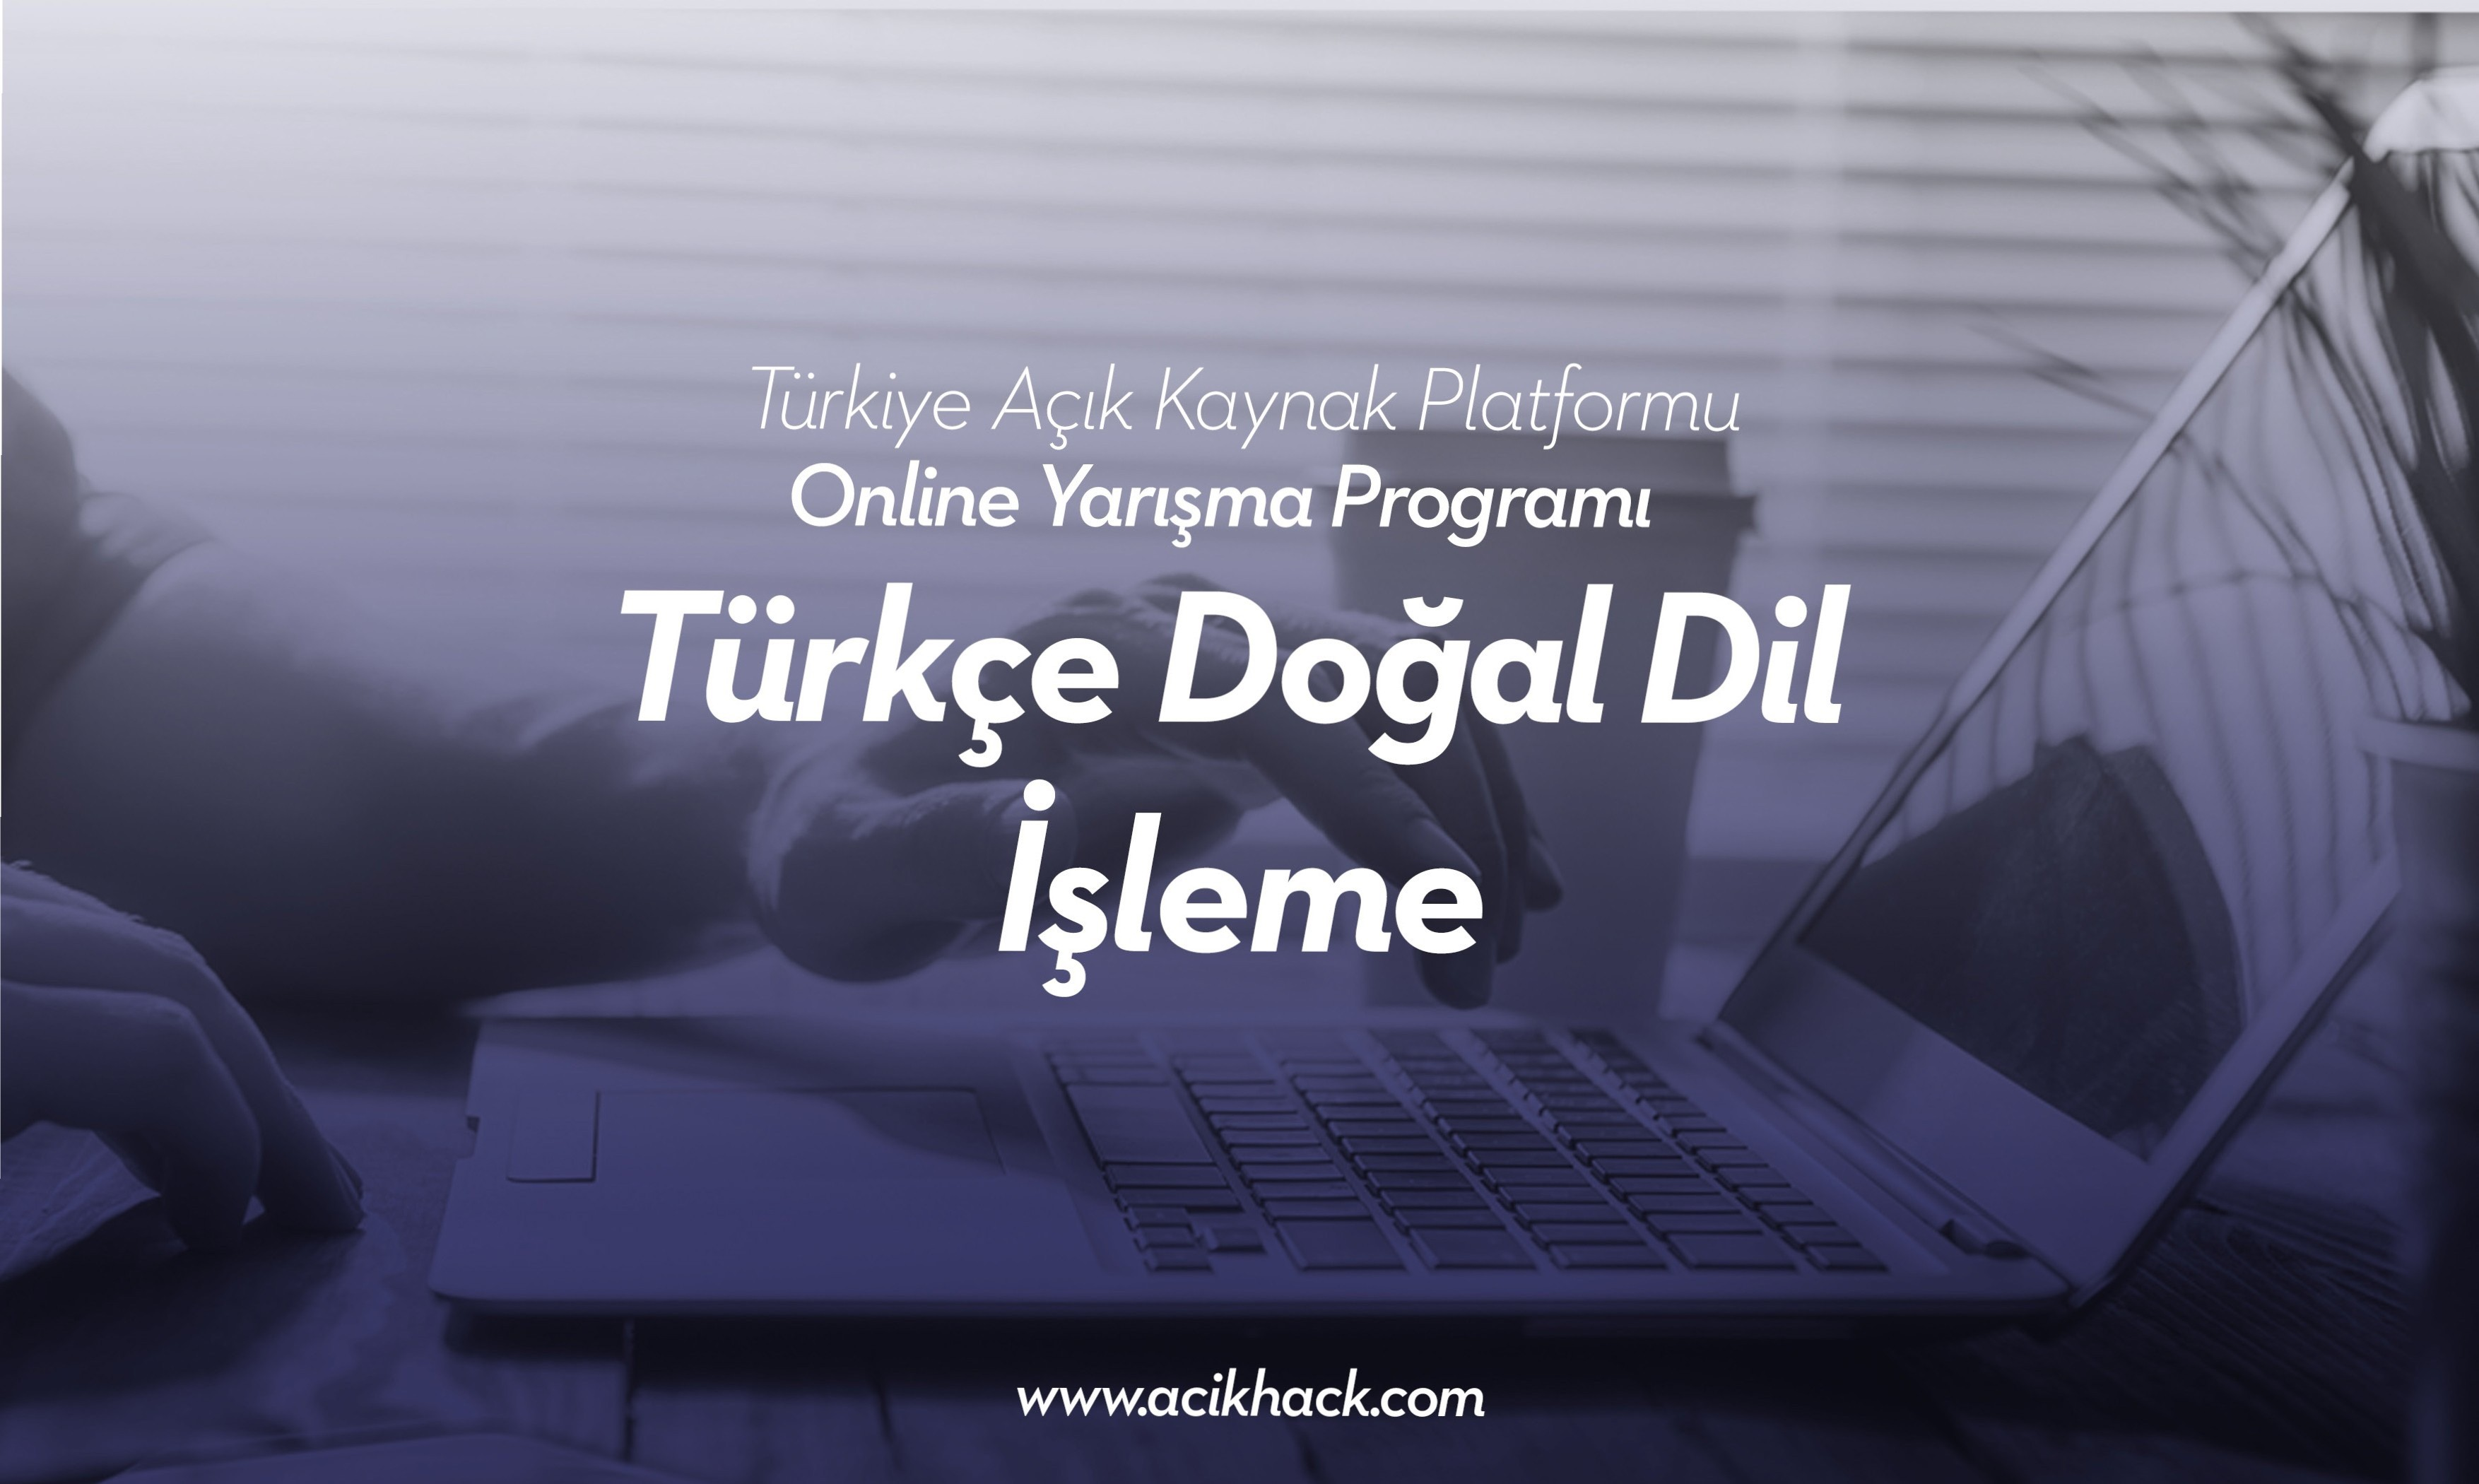 Türkiye Açık Kaynak Platformu
Online Yarışma Programı
Türkçe Doğal Dil
İşleme
www.acikhack.com